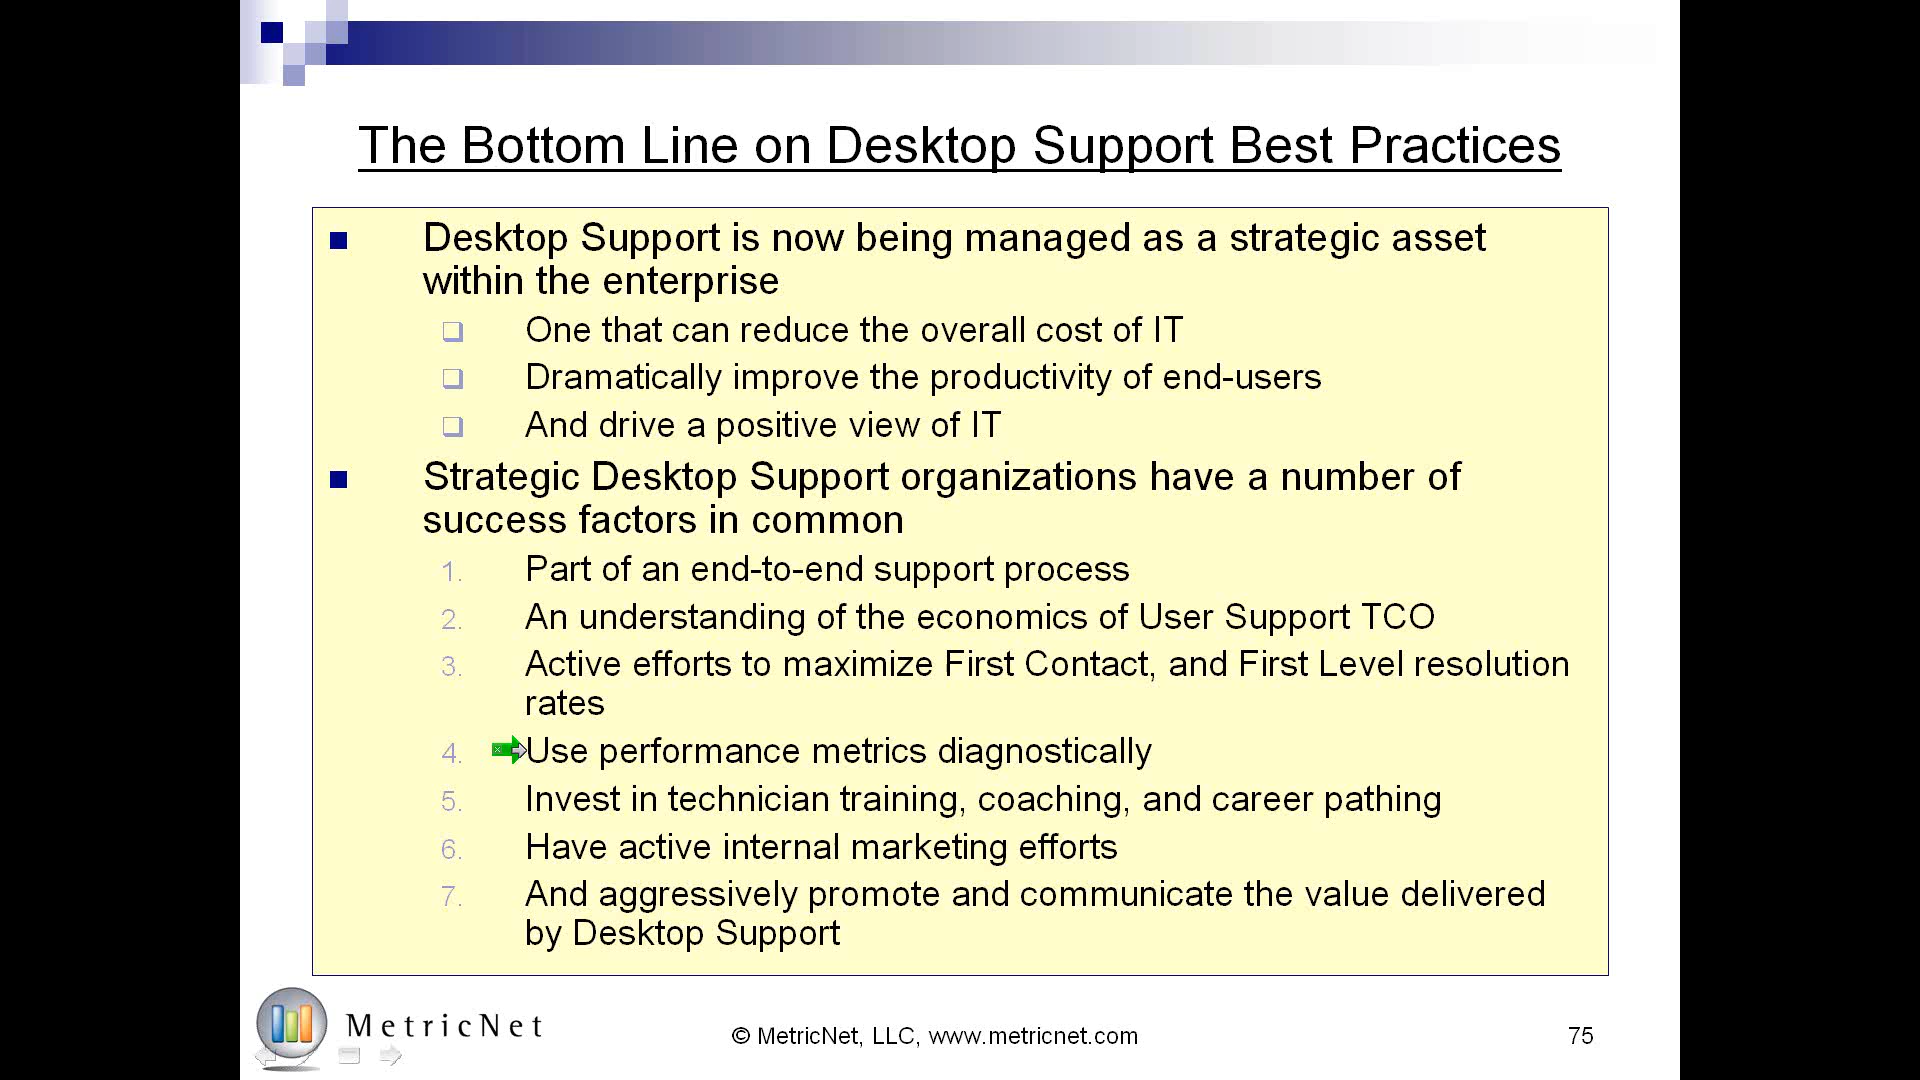 The Bottom Line on Desktop Support Best Practices
Desktop Support is now being managed as a strategic asset
within the enterprise
One that can reduce the overall cost of IT
Dramatically improve the productivity of end-users
And drive a positive view of IT
Strategic Desktop Support organizations have a number of
success factors in common
1. Part of an end-to-end support process
2. An understanding of the economics of User Support TCO
3. Active efforts to maximize First Contact, and First Level resolution
rates
4. Use performance metrics diagnostically
5. Invest in technician training, coaching, and career pathing
6. Have active internal marketing efforts
7. And aggressively promote and communicate the value delivered
by Desktop Support
MetricNet
© MetricNet, LLC, www.metricnet.com
75